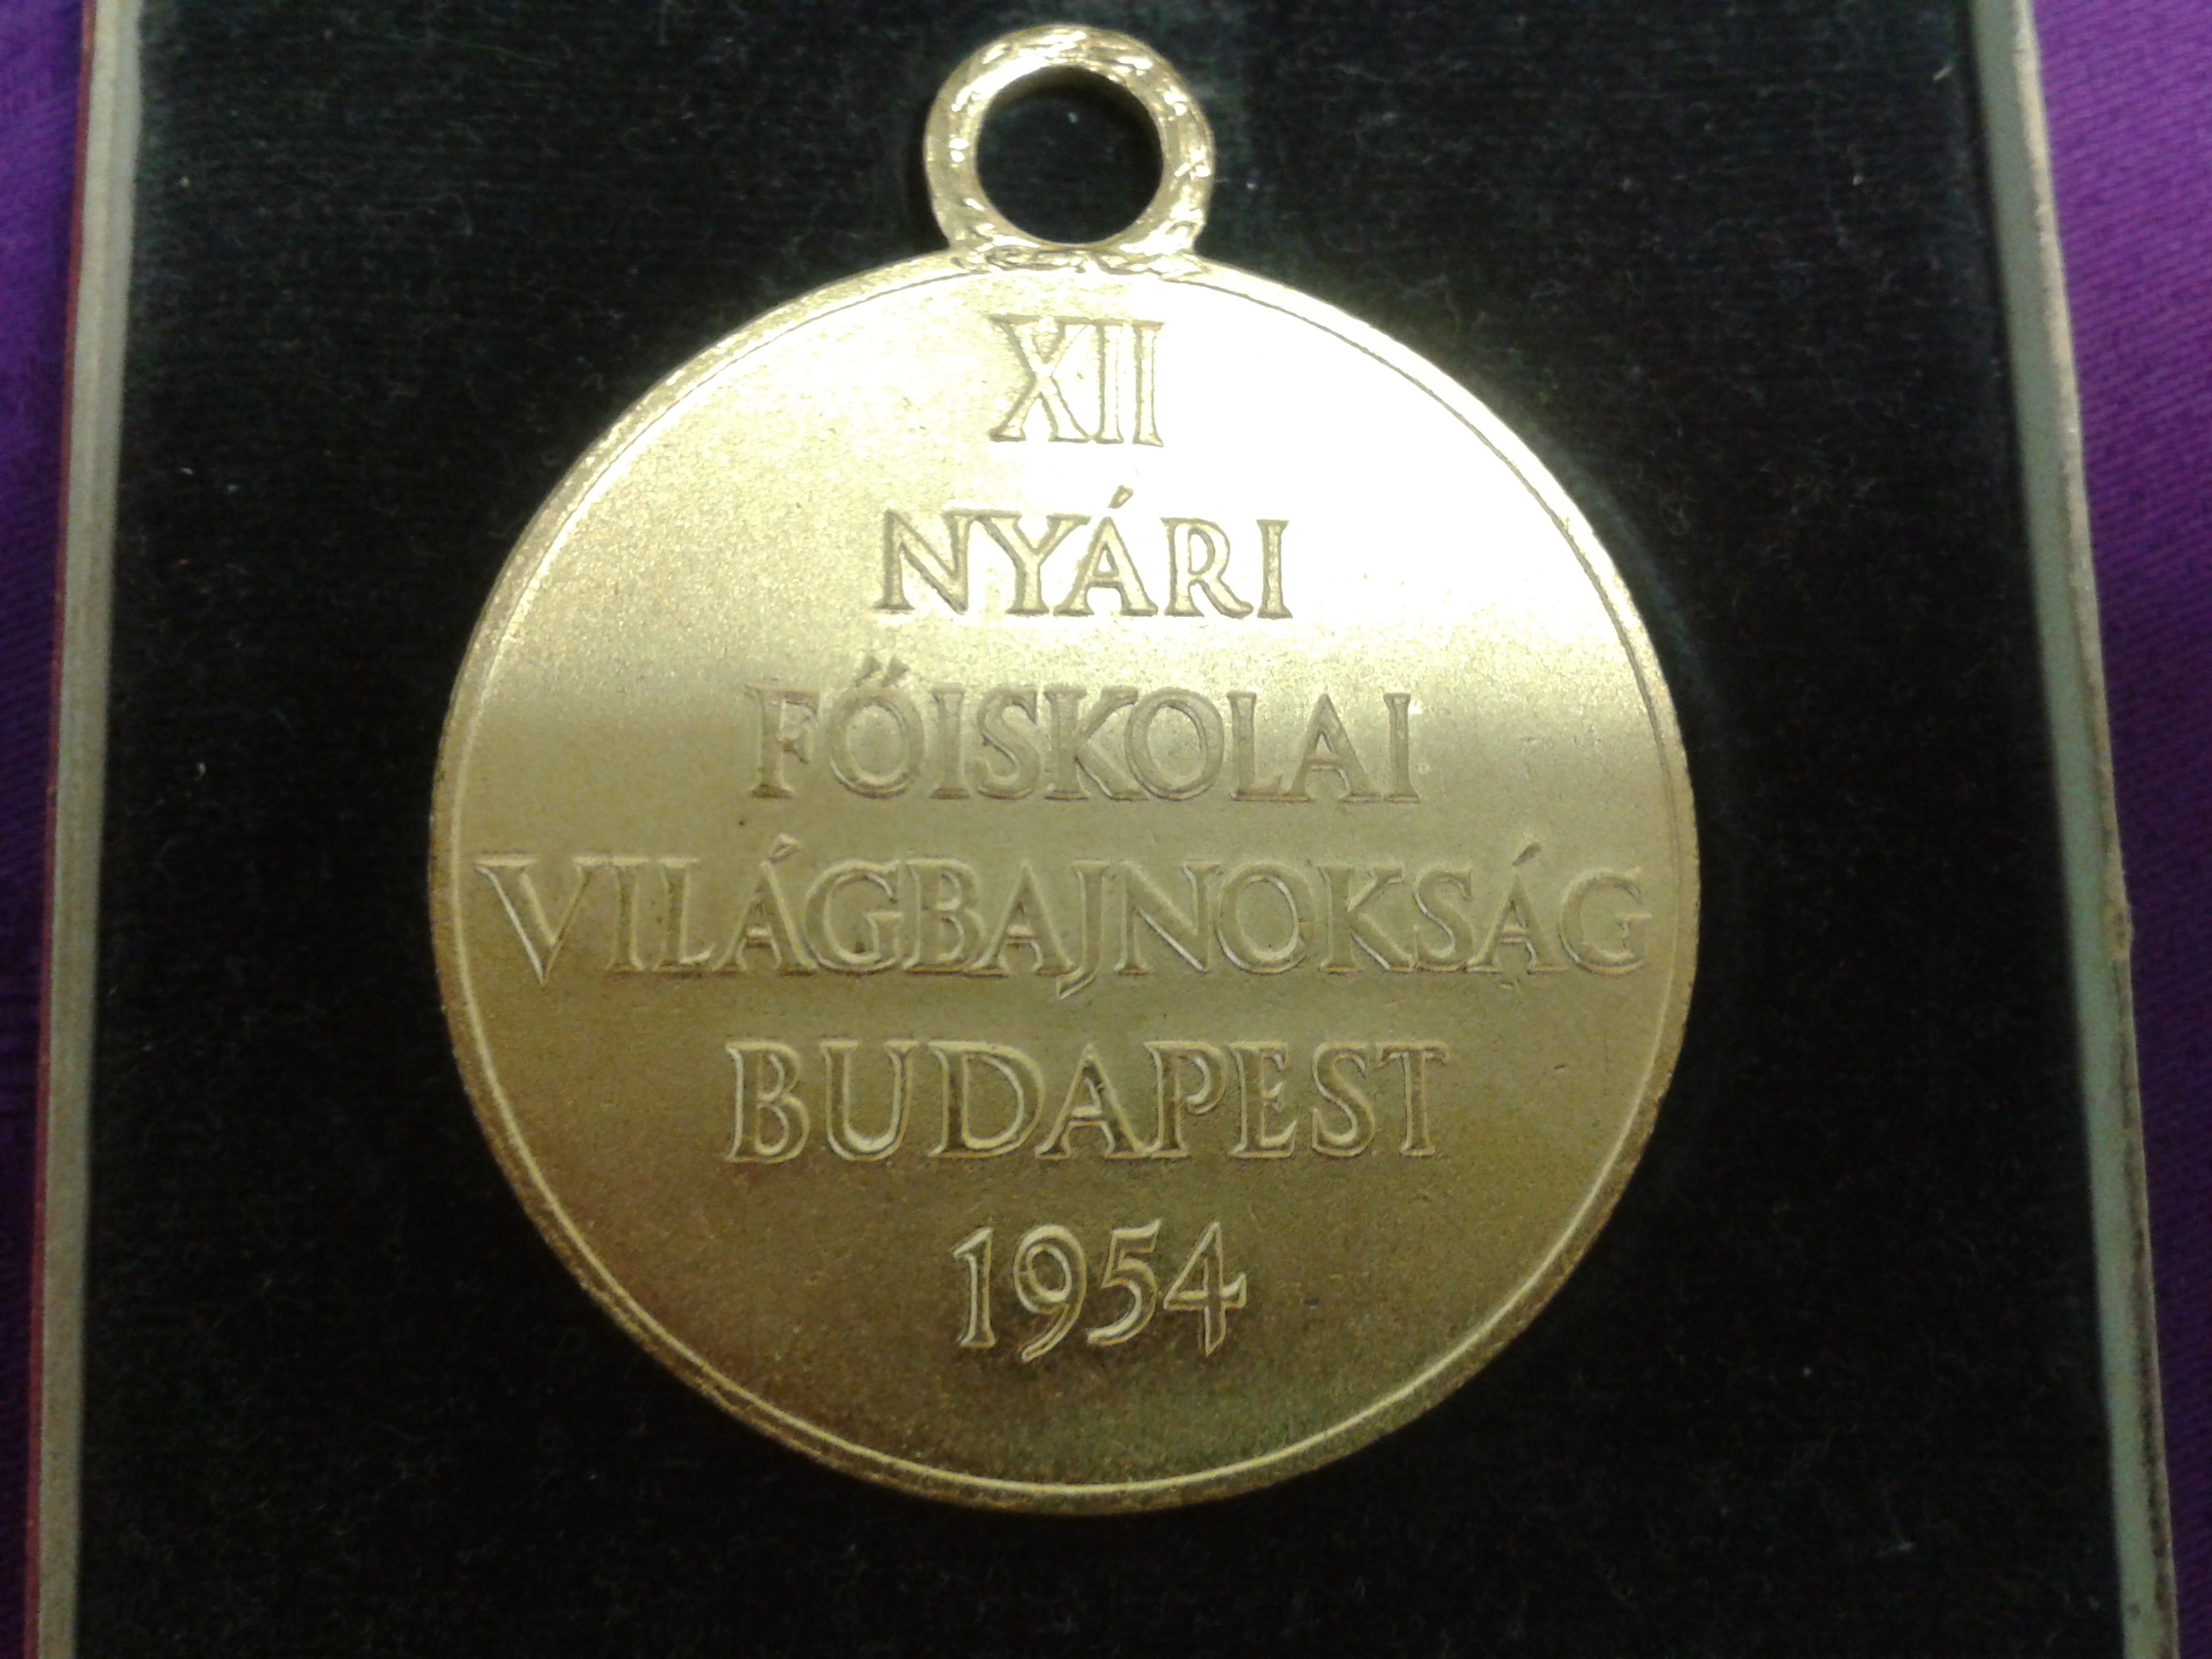 XII
NYÁRI
FŐISKOLAI
VILÁGBAJNOKSÁG
BUDAPEST
1954